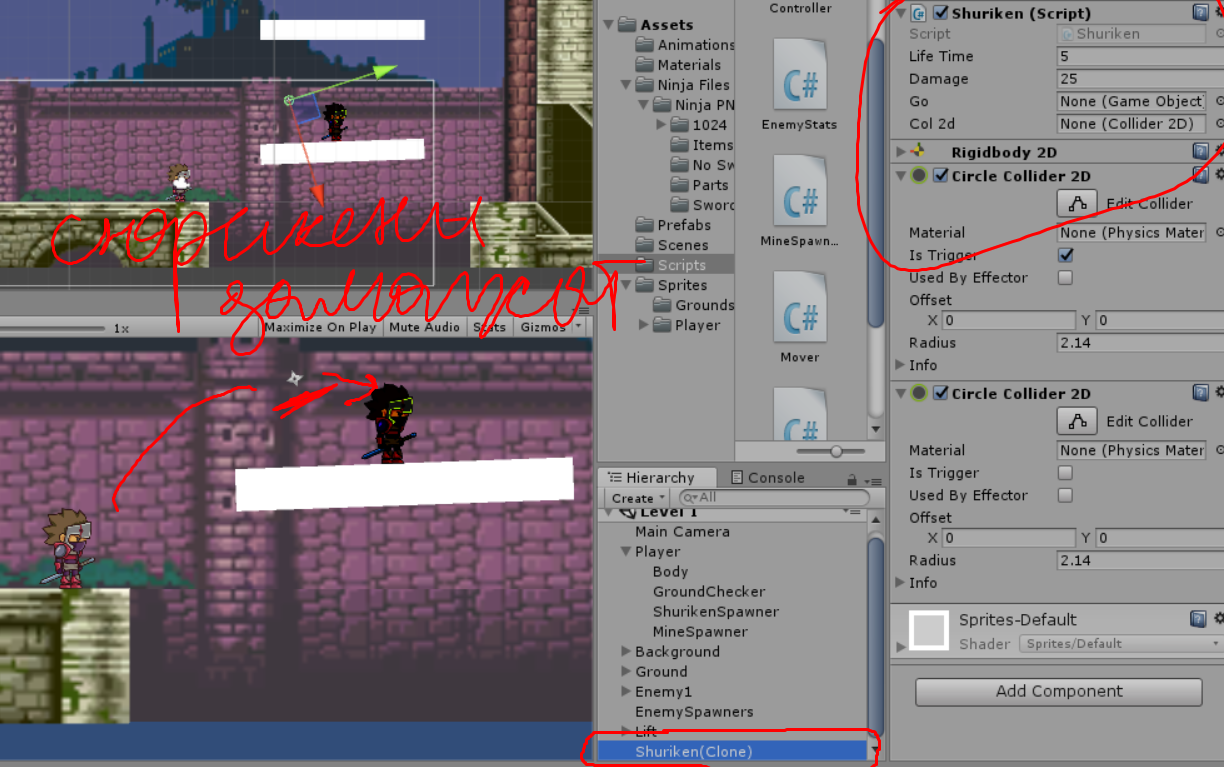 Controller
EnemyStats
MineSpawn...
Mover
Assets
Animations
Materials
Ninja Files
Ninja PN
1024
Items
No Sw
Parts
Sword
Prefabs
Scenes
Scripts
Sprites
Grounds
Player
Shuriken (Script)
Script Shuriken
Life Time 5
Damage 25
Go None (Game Object
Col 2d None (Collider 2D)
Rigidbody 2D
Circle Collider 2D
Edit Collider
Material None (Physics Mater
Is Trigger
Used By Effector
Offset
X 0 Y 0
Radius 2.14
Info
Circle Collider 2D
Edit Collider
Material None (Physics Mater
Is Trigger
Used By Effector
Offset
X 0 Y 0
Radius 2.14
Info
Sprites-Default
Shader Sprites/Default
Add Component
сюрикены
1x Maximize On Play Mute Audio Stats Gizmos
Hierarchy Console
Create All
Level 1
Main Camera
Player
Body
GroundChecker
ShurikenSpawner
MineSpawner
Background
Ground
Enemy1
EnemySpawners
Lift
Shuriken(Clone)